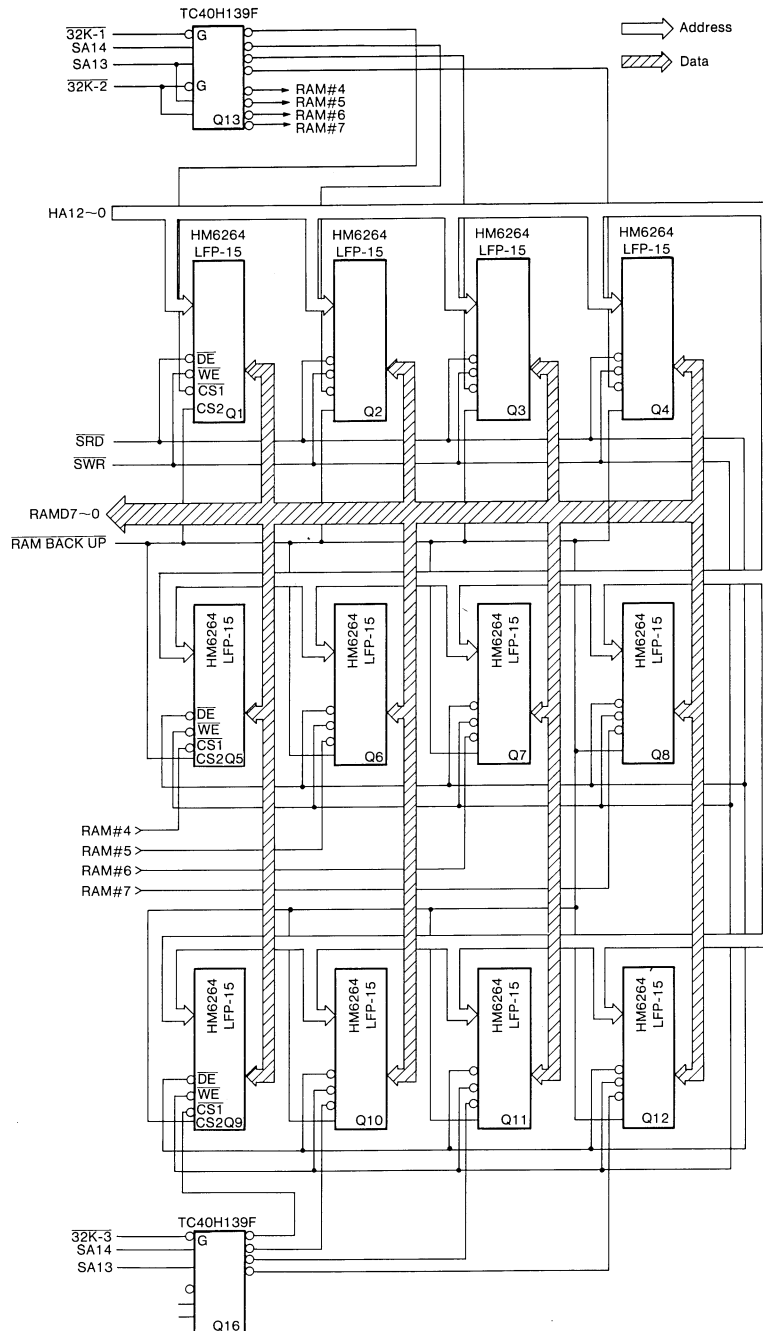 TC40H139F
32K-1
G
SA14
SA13
32K-2
G
Q13
RAM#4
RAM#5
RAM#6
RAM#7
Address
Data
HA12~0
HM6264
LFP-15
HM6264
LFP-15
HM6264
LFP-15
HM6264
LFP-15
DE
WE
CS1
CS2 Q1
Q2
Q3
Q4
SRD
SWR
RAMD7~0
RAM BACK UP
HM6264
LFP-15
HM6264
LFP-15
HM6264
LFP-15
HM6264
LFP-15
DE
WE
CS1
CS2Q5
Q6
Q7
Q8
RAM#4
RAM#5
RAM#6
RAM#7
HM6264
LFP-15
HM6264
LFP-15
HM6264
LFP-15
HM6264
LFP-15
DE
WE
CS1
CS2Q9
Q10
Q11
Q12
TC40H139F
32K-3
G
SA14
SA13
Q16